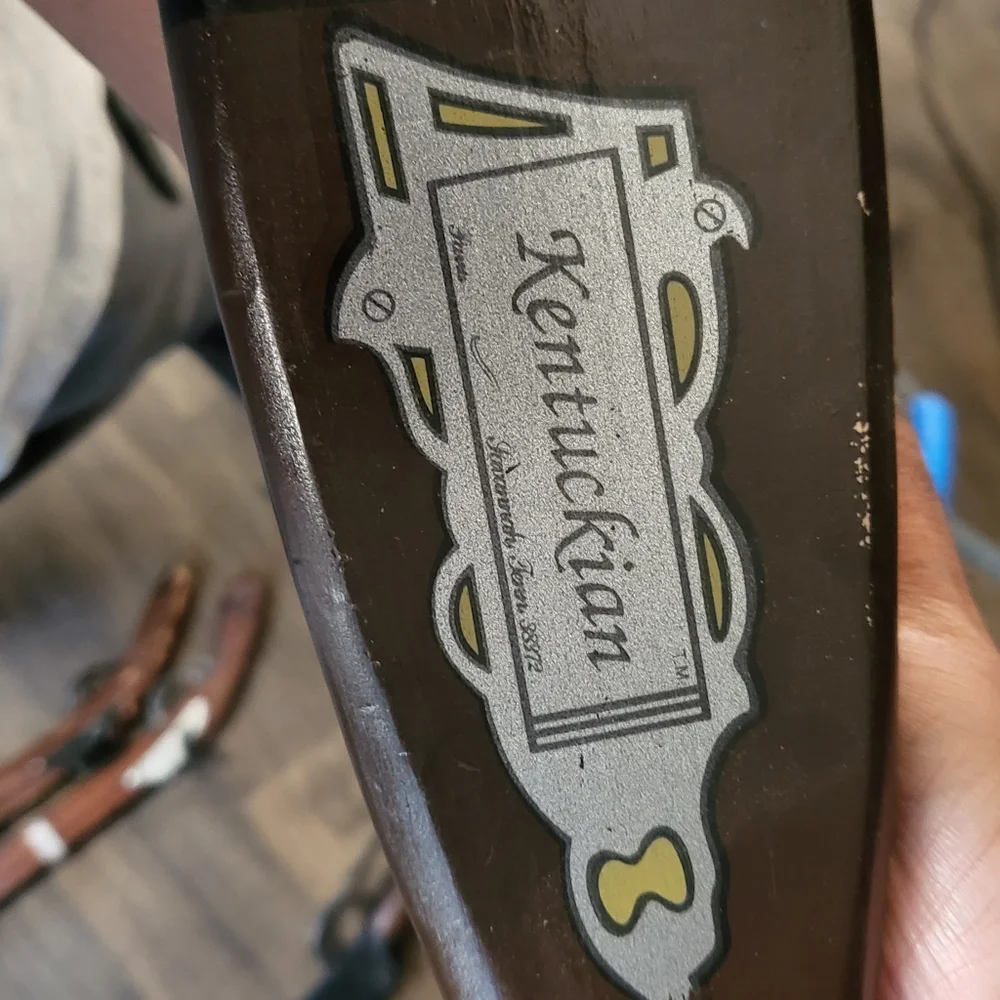 Kentuckian
TM
Savannah, Tenn. 38372